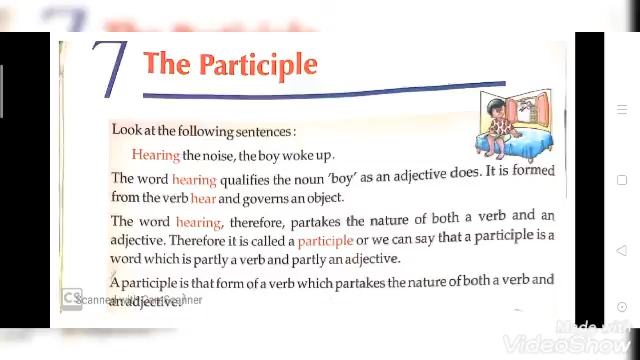 7 The Participle
Look at the following sentences :
Hearing the noise, the boy woke up.
The word hearing qualifies the noun 'boy' as an adjective does. It is formed
from the verb hear and governs an object.
The word hearing, therefore, partakes the nature of both a verb and an
adjective. Therefore it is called a participle or we can say that a participle is a
word which is partly a verb and partly an adjective.
A participle is that form of a verb which partakes the nature of both a verb and
an adjective.
CS Scanned with CamScanner
Made with
VideoShow